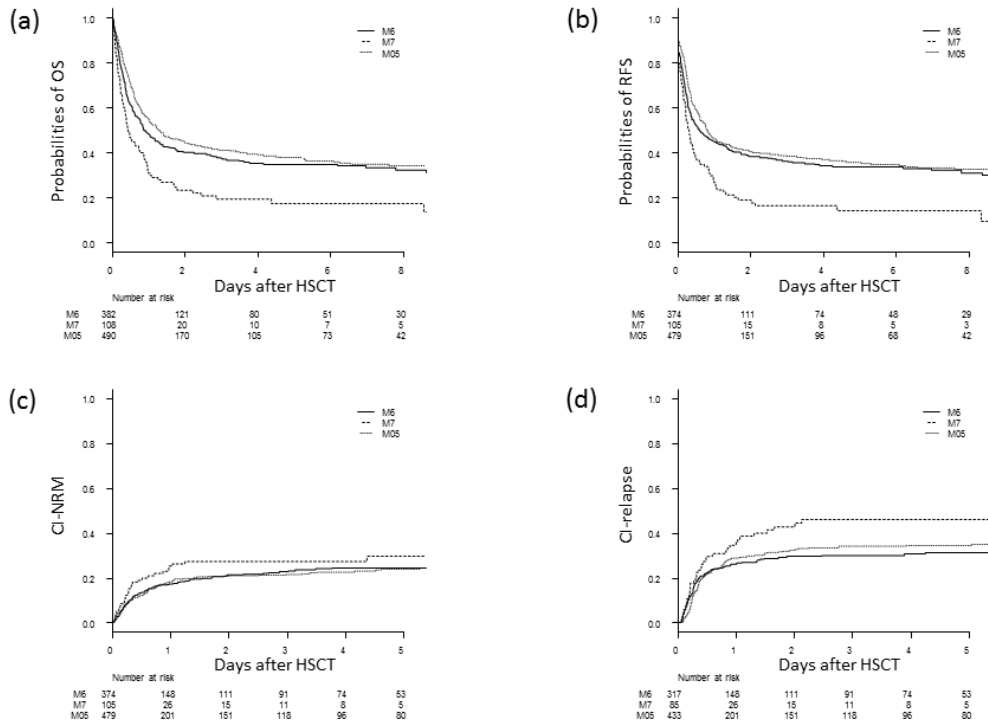 (a)
Probabilities of OS
1.0
0.8
0.6
0.4
0.2
0.0
M6
M7
M05
0 2 4 6 8
Days after HSCT
Number at risk
M6 382 121 80 51 30
M7 108 20 10 7 5
M05 490 170 105 73 42
(b)
Probabilities of RFS
1.0
0.8
0.6
0.4
0.2
0.0
M6
M7
M05
0 2 4 6 8
Days after HSCT
Number at risk
M6 374 111 74 48 29
M7 105 15 8 5 3
M05 479 151 96 68 42
(c)
CI-NRM
1.0
0.8
0.6
0.4
0.2
0.0
M6
M7
M05
0 1 2 3 4 5
Days after HSCT
Number at risk
M6 374 148 111 91 74 53
M7 105 26 15 11 8 5
M05 479 201 151 118 96 80
(d)
CI-relapse
1.0
0.8
0.6
0.4
0.2
0.0
M6
M7
M05
0 1 2 3 4 5
Days after HSCT
Number at risk
M6 317 148 111 91 74 53
M7 85 26 15 11 8 5
M05 433 201 151 118 96 80